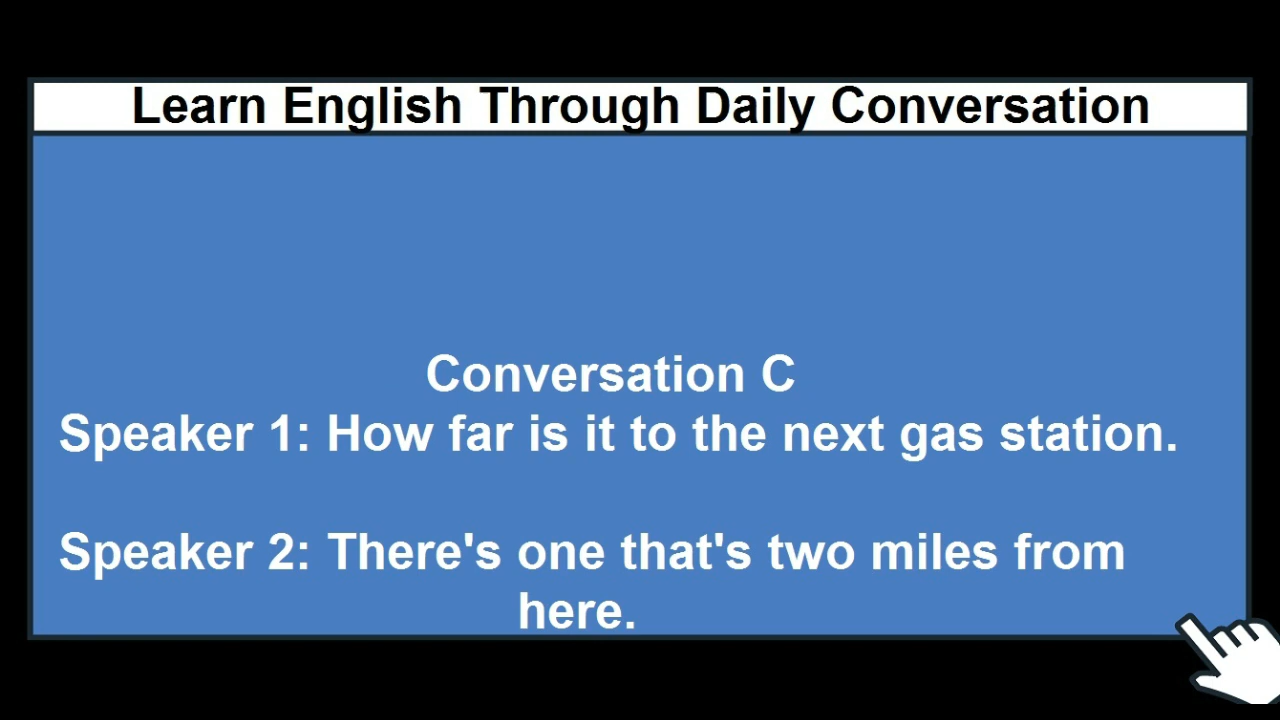 Learn English Through Daily Conversation
Conversation C
Speaker 1: How far is it to the next gas station.
Speaker 2: There's one that's two miles from
here.